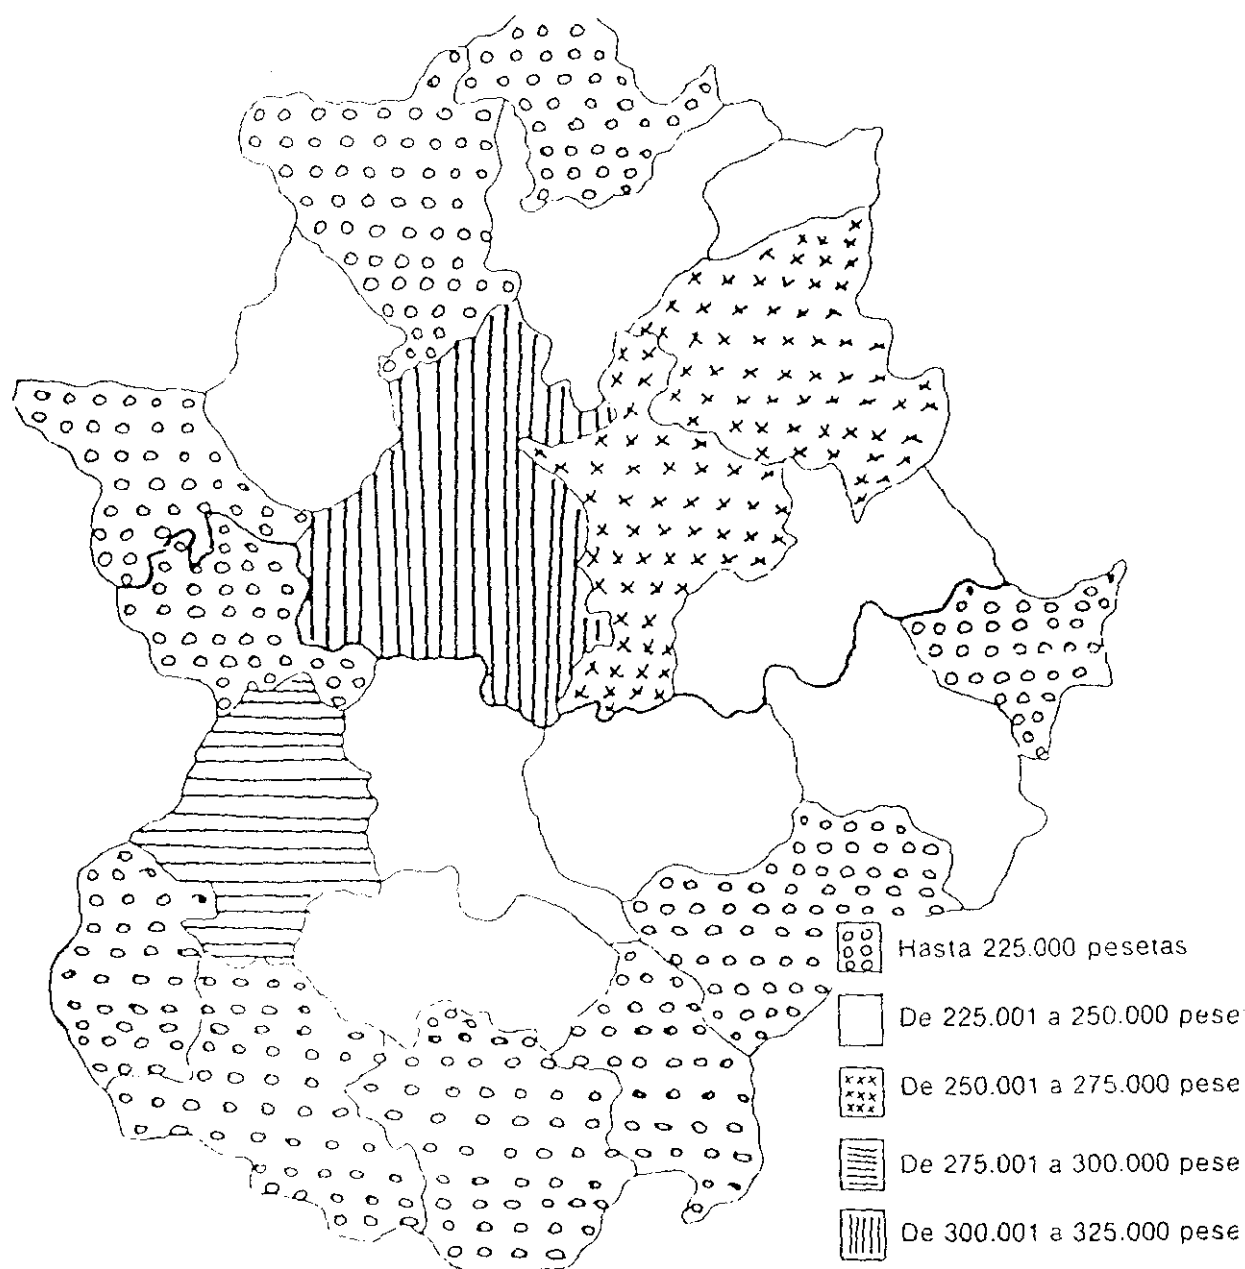 Hasta 225.000 pesetas
De 225.001 a 250.000 pese
De 250.001 a 275.000 pese
De 275.001 a 300.000 pese
De 300.001 a 325.000 pese